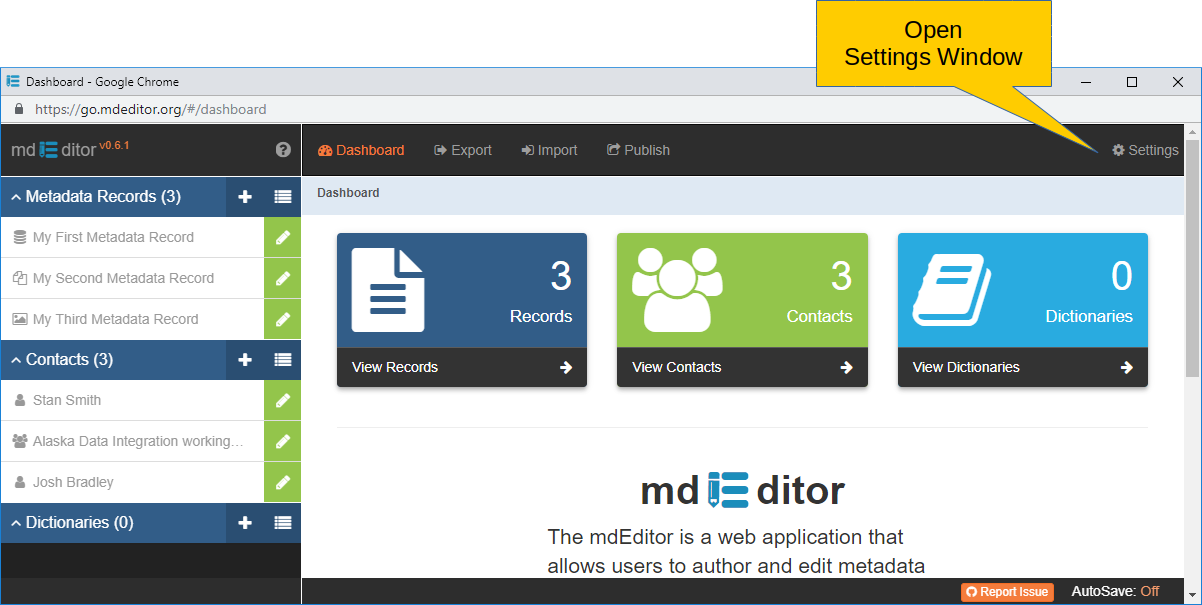 Open
Settings Window
Dashboard - Google Chrome
https://go.mdeditor.org/#/dashboard
md ditor v0.6.1
Dashboard Export Import Publish Settings
Metadata Records (3)
My First Metadata Record
My Second Metadata Record
My Third Metadata Record
Contacts (3)
Stan Smith
Alaska Data Integration working...
Josh Bradley
Dictionaries (0)
Dashboard
3
Records
View Records
3
Contacts
View Contacts
0
Dictionaries
View Dictionaries
md ditor
The mdEditor is a web application that
allows users to author and edit metadata
Report Issue AutoSave: Off